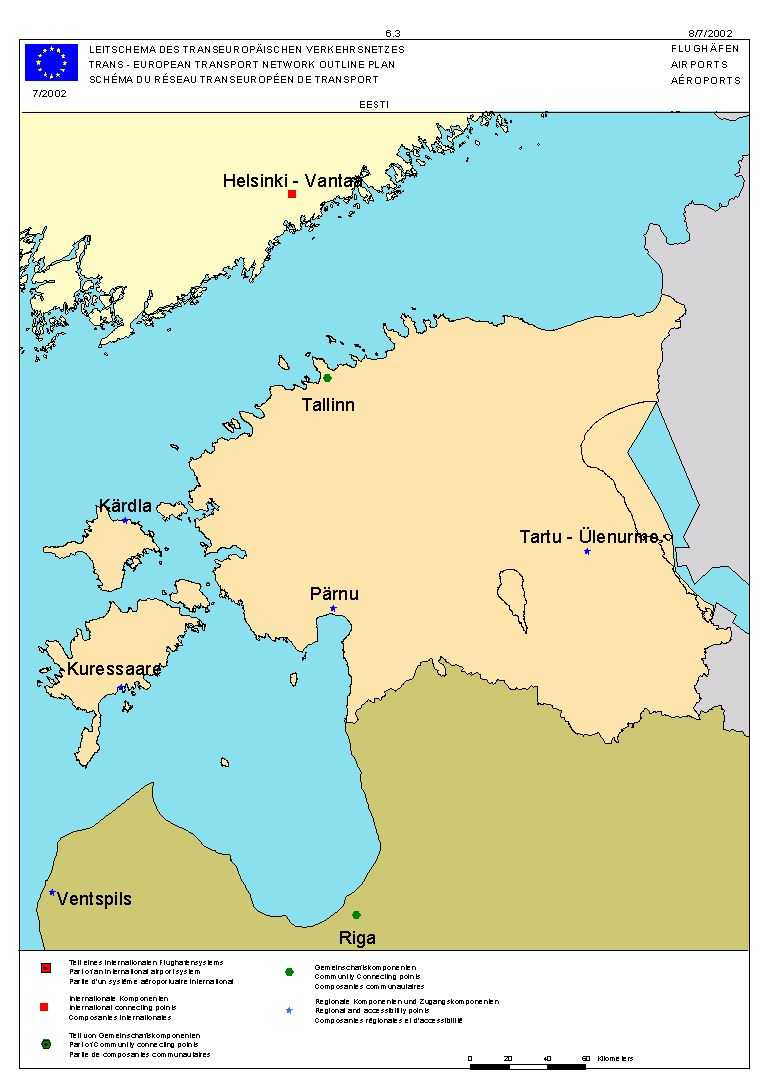 6.3 8/7/2002
LEITSCHEMA DES TRANSEUROPÄISCHEN VERKEHRSNETZES FLUGHÄFEN
TRANS - EUROPEAN TRANSPORT NETWORK OUTLINE PLAN AIRPORTS
SCHÉMA DU RÉSEAU TRANSEUROPÉEN DE TRANSPORT AÉROPORTS
7/2002
EESTI
Helsinki - Vantaa
Tallinn
Kärdla
Tartu - Ülenurme
Pärnu
Kuressaare
Ventspils
Riga
Teil eines Internationalen Flughafensystems
Part of an International airport system
Partie d'un système aéroportuaire international
Internationale Komponenten
International connecting points
Composantes Internationales
Teil von Gemeinschaftskomponenten
Part of Community connecting points
Partie de composantes communautaires
Gemeinschaftskomponenten
Community Connecting points
Composantes communautaires
Regionale Komponenten und Zugangskomponenten
Regional and accessibility points
Composantes régionales et d'accessibilité
0 20 40 60 Kilometers